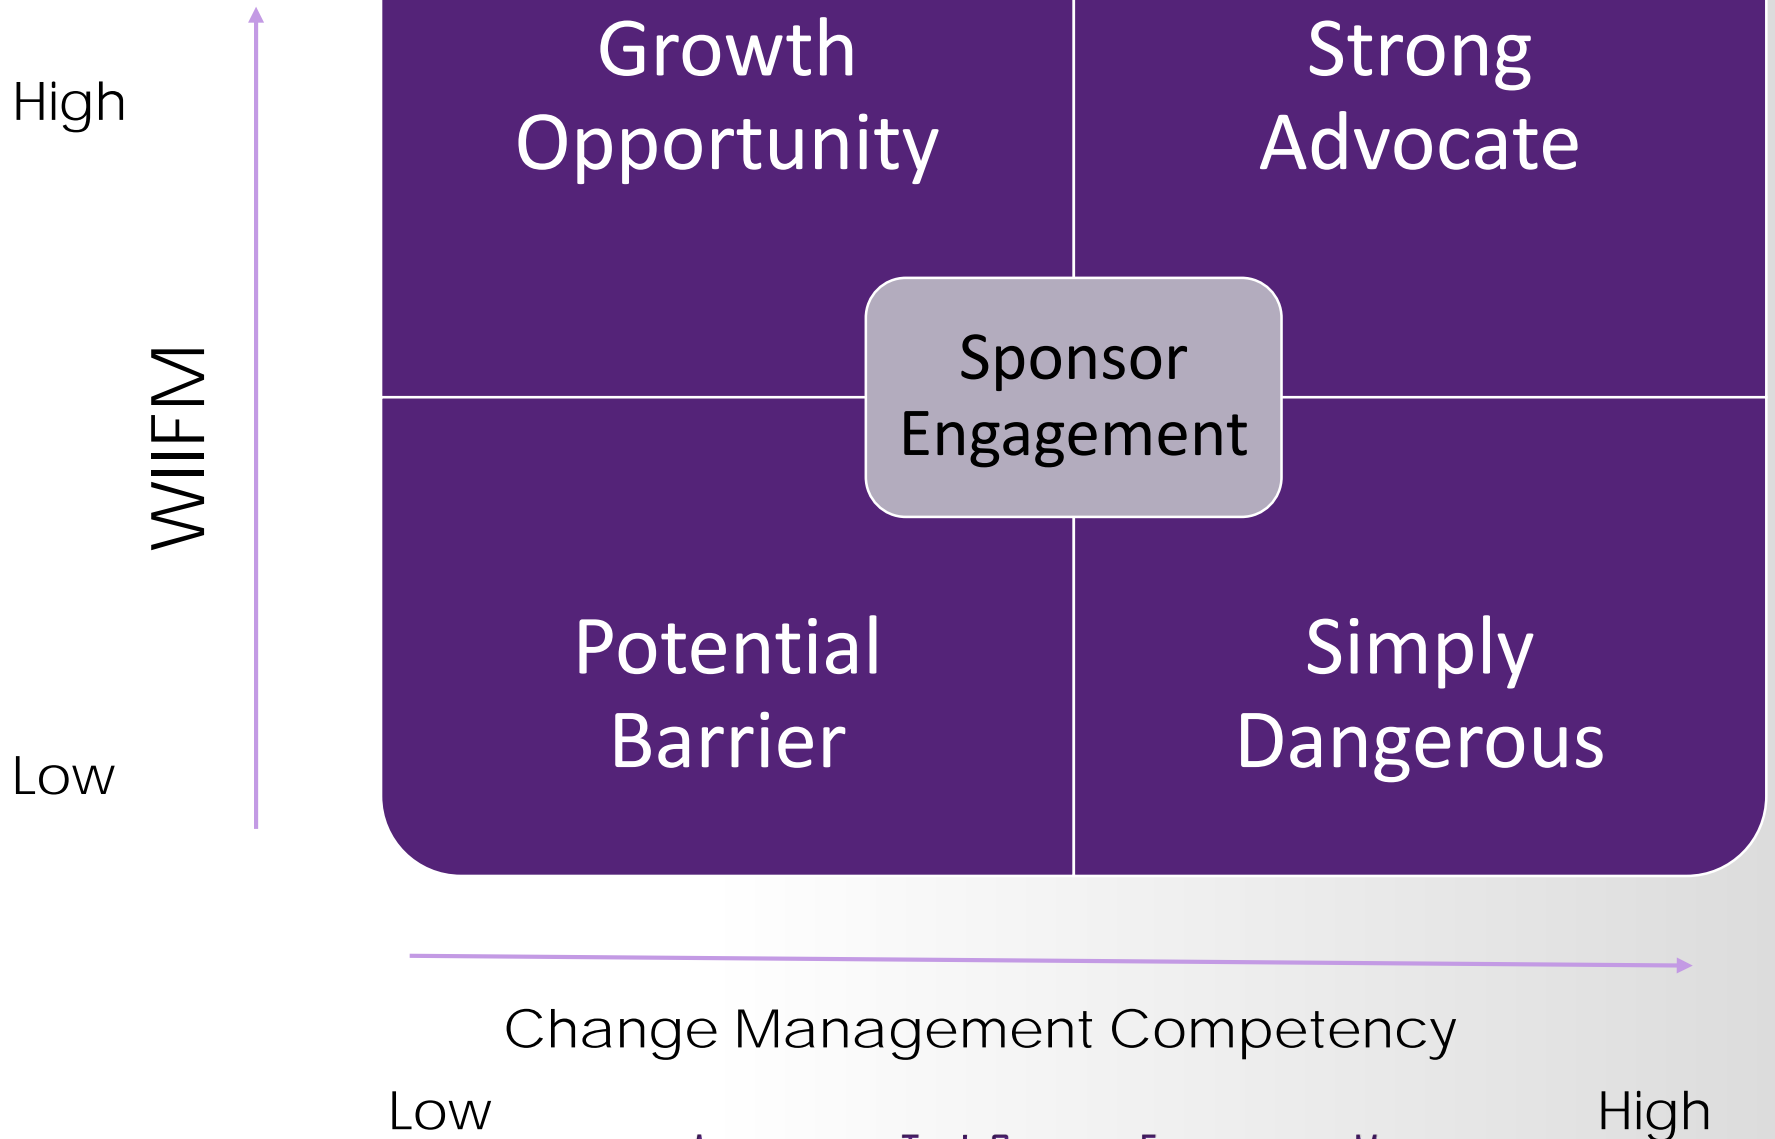 Growth
Opportunity
Strong
Advocate
High
Sponsor
Engagement
WIIFM
Potential
Barrier
Simply
Dangerous
Low
Change Management Competency
Low
High